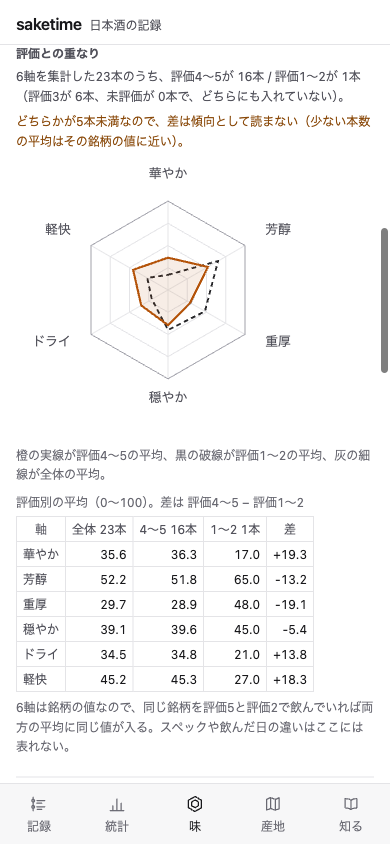 saketime 日本酒の記録
評価との重なり
6軸を集計した23本のうち、評価4〜5が 16本 / 評価1〜2が 1本
（評価3が 6本、未評価が 0本で、どちらにも入れていない）。
どちらかが5本未満なので、差は傾向として読まない（少ない本数
の平均はその銘柄の値に近い）。
華やか
軽快
芳醇
ドライ
重厚
穏やか
橙の実線が評価4〜5の平均、黒の破線が評価1〜2の平均、灰の細
線が全体の平均。
評価別の平均（0〜100）。差は 評価4〜5 − 評価1〜2
軸 全体 23本 4〜5 16本 1〜2 1本 差
華やか 35.6 36.3 17.0 +19.3
芳醇 52.2 51.8 65.0 -13.2
重厚 29.7 28.9 48.0 -19.1
穏やか 39.1 39.6 45.0 -5.4
ドライ 34.5 34.8 21.0 +13.8
軽快 45.2 45.3 27.0 +18.3
6軸は銘柄の値なので、同じ銘柄を評価5と評価2で飲んでいれば両
方の平均に同じ値が入る。スペックや飲んだ日の違いはここには
表れない。
記録 統計 味 産地 知る